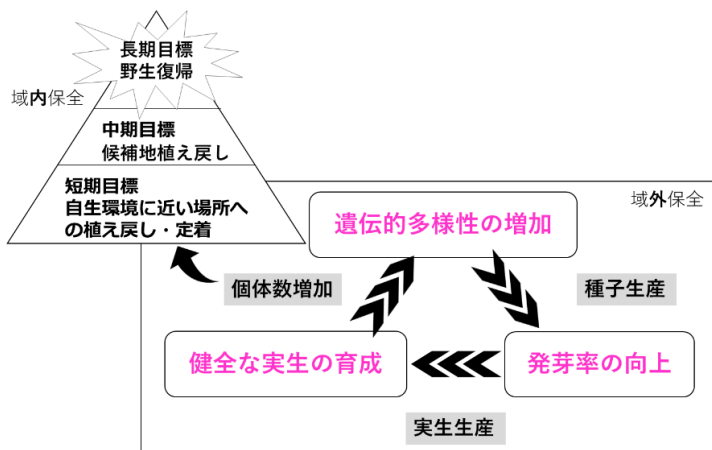 長期目標
野生復帰
域内保全
中期目標
候補地植え戻し
短期目標
自生環境に近い場所へ
の植え戻し・定着
域外保全
遺伝的多様性の増加
個体数増加
種子生産
健全な実生の育成
発芽率の向上
実生生産